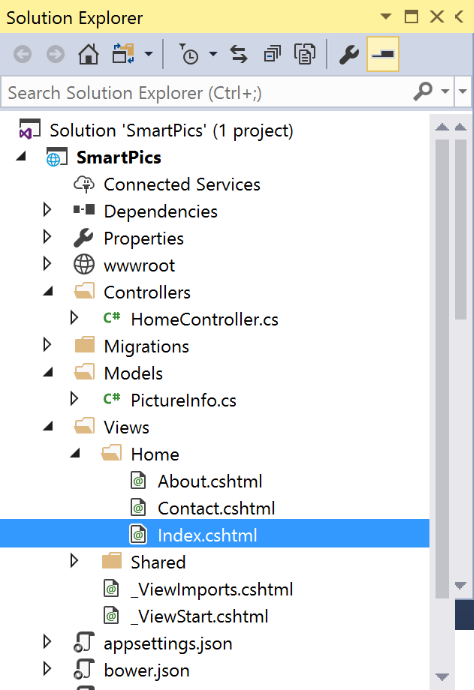 Solution Explorer
Search Solution Explorer (Ctrl+;)
Solution 'SmartPics' (1 project)
SmartPics
Connected Services
Dependencies
Properties
wwwroot
Controllers
C# HomeController.cs
Migrations
Models
C# PictureInfo.cs
Views
Home
About.cshtml
Contact.cshtml
Index.cshtml
Shared
_ViewImports.cshtml
_ViewStart.cshtml
appsettings.json
bower.json